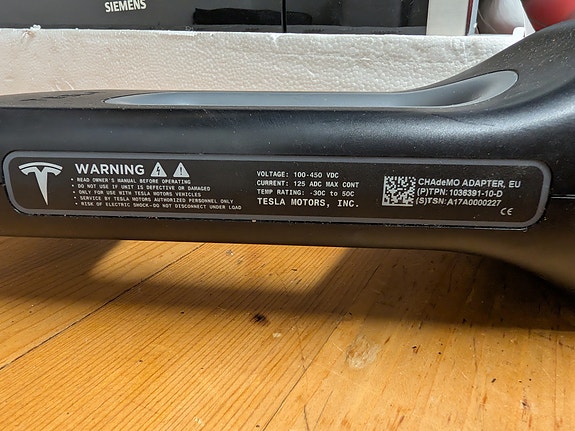 SIEMENS
WARNING
• READ OWNER'S MANUAL BEFORE OPERATING
• DO NOT USE IF UNIT IS DEFECTIVE OR DAMAGED
• ONLY FOR USE WITH TESLA MOTORS VEHICLES
• SERVICE BY TESLA MOTORS AUTHORIZED PERSONNEL ONLY
• RISK OF ELECTRIC SHOCK-DO NOT DISCONNECT UNDER LOAD
VOLTAGE: 100-450 VDC
CURRENT: 125 ADC MAX CONT
TEMP RATING: -30C to 50C
TESLA MOTORS, INC.
CHAdeMO ADAPTER, EU
(P)TPN: 1036391-10-D
(S)TSN: A17A0000227
CE